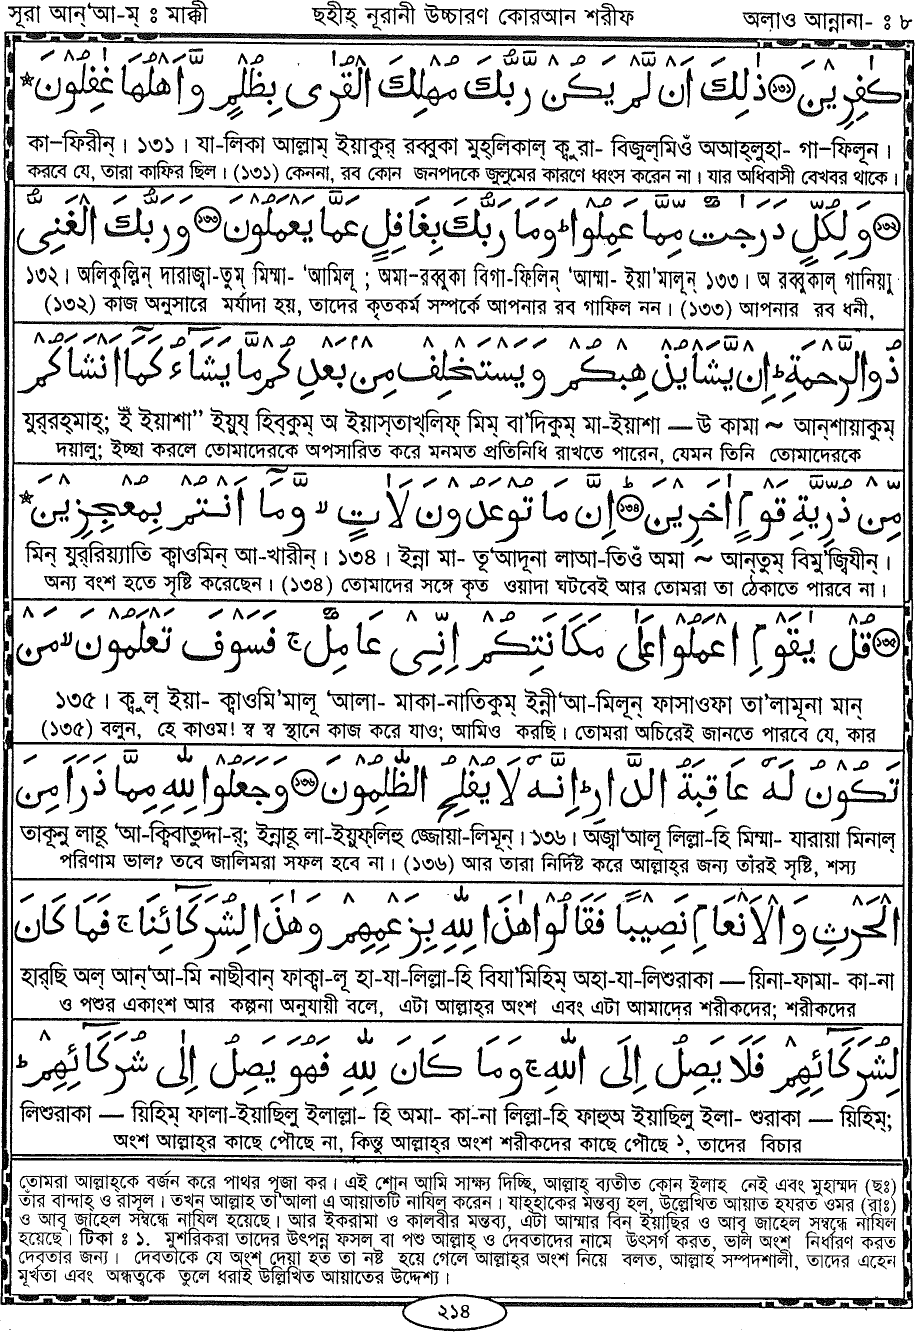 সূরা আন্'আ-ম্ ঃ মাক্কী
ছহীহ্ নূরানী উচ্চারণ কোরআন শরীফ
অলাও আন্নানা- ঃ ৮
كٰفِرِيْنَ ۝١٣١ ذٰلِكَ اَنْ لَّمْ يَكُنْ رَّبُّكَ مُهْلِكَ الْقُرٰى بِظُلْمٍ وَّاَهْلُهَا غٰفِلُوْنَ
কা-ফিরীন্। ১৩১। যা-লিকা আল্লাম্ ইয়াকুর্ রব্বুকা মুহ্লিকাল্ ক্বুরা- বিজুল্মিওঁ অআহ্লুহা- গা-ফিলূন।
করবে যে, তারা কাফির ছিল। (১৩১) কেননা, রব কোন জনপদকে জুলুমের কারণে ধ্বংস করেন না। যার অধিবাসী বেখবর থাকে।
۝١٣٢ وَلِكُلٍّ دَرَجٰتٌ مِّمَّا عَمِلُوْا ؕ وَمَا رَبُّكَ بِغَافِلٍ عَمَّا يَعْمَلُوْنَ ۝١٣٣ وَرَبُّكَ الْغَنِىُّ
১৩২। অলিকুল্লিন্ দারাজ্বা-তুম্ মিম্মা- 'আমিলূ ; অমা-রব্বুকা বিগা-ফিলিন্ 'আম্মা- ইয়া'মালূন্ ১৩৩। অ রব্বুকাল্ গানিয়্যু
(১৩২) কাজ অনুসারে মর্যাদা হয়, তাদের কৃতকর্ম সম্পর্কে আপনার রব গাফিল নন। (১৩৩) আপনার রব ধনী,
ذُو الرَّحْمَةِ ؕ اِنْ يَّشَاْ يُذْهِبْكُمْ وَيَسْتَخْلِفْ مِنْۢ بَعْدِكُمْ مَّا يَشَآءُ كَمَآ اَنْشَاَكُمْ
যুর্রহ্মাহ্; ইঁ ইয়াশা" ইয়ুয্ হিব্কুম্ অ ইয়াস্তাখ্লিফ্ মিম্ বা'দিকুম্ মা-ইয়াশা — উ কামা ~ আন্শায়াকুম্
দয়ালু; ইচ্ছা করলে তোমাদেরকে অপসারিত করে মনমত প্রতিনিধি রাখতে পারেন, যেমন তিনি তোমাদেরকে
مِّنْ ذُرِّيَّةِ قَوْمٍ اٰخَرِيْنَ ۝١٣٤ اِنَّ مَا تُوْعَدُوْنَ لَاٰتٍ ۙ وَّمَآ اَنْتُمْ بِمُعْجِزِيْنَ
মিন্ যুর্রিয়্যাতি ক্বাওমিন্ আ-খারীন্। ১৩৪। ইন্না মা- তূ'আদূনা লাআ-তিওঁ অমা ~ আন্তুম্ বিমু'জ্বিযীন্।
অন্য বংশ হতে সৃষ্টি করেছেন। (১৩৪) তোমাদের সঙ্গে কৃত ওয়াদা ঘটবেই আর তোমরা তা ঠেকাতে পারবে না।
۝١٣٥ قُلْ يٰقَوْمِ اعْمَلُوْا عَلٰى مَكَانَتِكُمْ اِنِّىْ عَامِلٌ ۚ فَسَوْفَ تَعْلَمُوْنَ ۙ مَنْ
১৩৫। ক্বুল্ ইয়া- ক্বাওমি'মালূ 'আলা- মাকা-নাতিকুম্ ইন্নী'আ-মিলূন্ ফাসাওফা তা'লামূনা মান্
(১৩৫) বলুন, হে কাওম! স্ব স্ব স্থানে কাজ করে যাও; আমিও করছি। তোমরা অচিরেই জানতে পারবে যে, কার
تَكُوْنُ لَهٗ عَاقِبَةُ الدَّارِ ؕ اِنَّهٗ لَا يُفْلِحُ الظّٰلِمُوْنَ ۝١٣٦ وَجَعَلُوْا لِلّٰهِ مِمَّا ذَرَاَ مِنَ
তাকূনু লাহূ 'আ-ক্বিবাতুদ্দা-র্; ইন্নাহূ লা-ইয়ুফ্লিহু জ্জোয়া-লিমূন্। ১৩৬। অজ্বা'আলূ লিল্লা-হি মিম্মা- যারায়া মিনাল্
পরিণাম ভাল? তবে জালিমরা সফল হবে না। (১৩৬) আর তারা নির্দিষ্ট করে আল্লাহ্‌র জন্য তাঁরই সৃষ্টি, শস্য
الْحَرْثِ وَالْاَنْعَامِ نَصِيْبًا فَقَالُوْا هٰذَا لِلّٰهِ بِزَعْمِهِمْ وَهٰذَا لِشُرَكَآئِنَا ۚ فَمَا كَانَ
হার্ছি অল্ আন্'আ-মি নাছীবান্ ফাক্বা-লূ হা-যা-লিল্লা-হি বিযা'মিহিম্ অহা-যা-লিশুরাকা — য়িনা-ফামা- কা-না
ও পশুর একাংশ আর কল্পনা অনুযায়ী বলে, এটা আল্লাহ্‌র অংশ এবং এটা আমাদের শরীকদের; শরীকদের
لِشُرَكَآئِهِمْ فَلَا يَصِلُ اِلَى اللّٰهِ ۚ وَمَا كَانَ لِلّٰهِ فَهُوَ يَصِلُ اِلٰى شُرَكَآئِهِمْ ؕ
লিশুরাকা — য়িহিম্ ফালা-ইয়াছিলু ইলাল্লা- হি অমা- কা-না লিল্লা-হি ফাহুঅ ইয়াছিলু ইলা- শুরাকা — য়িহিম্;
অংশ আল্লাহ্‌র কাছে পৌছে না, কিন্তু আল্লাহ্‌র অংশ শরীকদের কাছে পৌছে ১, তাদের বিচার
তোমরা আল্লাহ্‌কে বর্জন করে পাথর পূজা কর। এই শোন আমি সাক্ষ্য দিচ্ছি, আল্লাহ্ ব্যতীত কোন ইলাহ নেই এবং মুহাম্মদ (ছঃ)
তাঁর বান্দাহ্ ও রাসূল। তখন আল্লাহ্ তা'আলা এ আয়াতটি নাযিল করেন। যাহ্হাকের মন্তব্য হল, উল্লেখিত আয়াত হযরত ওমর (রাঃ)
ও আবূ জাহেল সম্বন্ধে নাযিল হয়েছে। আর ইকরামা ও কালবীর মন্তব্য, এটা আম্মার বিন্ ইয়াছির ও আবূ জাহেল সম্বন্ধে নাযিল
হয়েছে। টিকা ঃ ১. মুশরিকরা তাদের উৎপন্ন ফসল বা পশু আল্লাহ্ ও দেবতাদের নামে উৎসর্গ করত, ভাল অংশ নির্ধারণ করত
দেবতার জন্য। দেবতাকে যে অংশ দেয়া হত তা নষ্ট হয়ে গেলে আল্লাহ্‌র অংশ নিয়ে বলত, আল্লাহ সম্পদশালী, তাদের এহেন
মূর্খতা এবং অন্ধত্বকে তুলে ধরাই উল্লিখিত আয়াতের উদ্দেশ্য।
২১৪